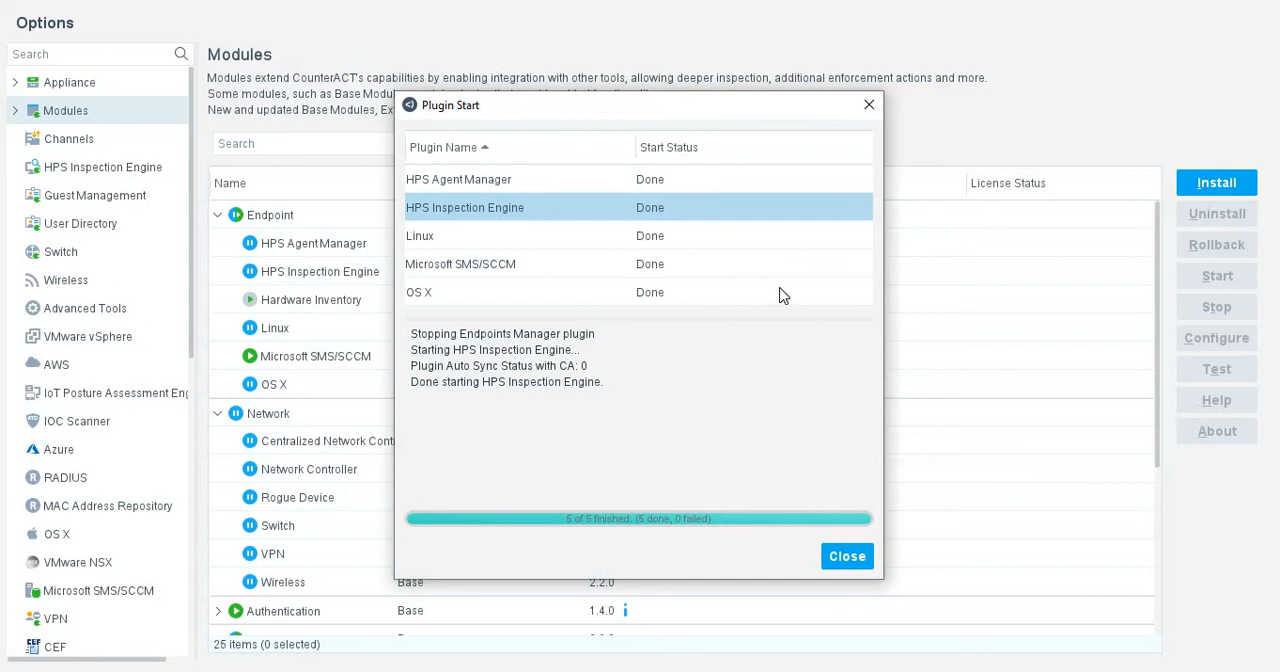 Options
Search
Appliance
Modules
Channels
HPS Inspection Engine
Guest Management
User Directory
Switch
Wireless
Advanced Tools
VMware vSphere
AWS
IoT Posture Assessment Eng
IOC Scanner
Azure
RADIUS
MAC Address Repository
OS X
VMware NSX
Microsoft SMS/SCCM
VPN
CEF
Modules
Modules extend CounterACT's capabilities by enabling integration with other tools, allowing deeper inspection, additional enforcement actions and more.
Some modules, such as Base Modu
New and updated Base Modules, Ex
Search
Name
License Status
Endpoint
HPS Agent Manager
HPS Inspection Engine
Hardware Inventory
Linux
Microsoft SMS/SCCM
OS X
Network
Centralized Network Cont
Network Controller
Rogue Device
Switch
VPN
Wireless Base 2.2.0
Authentication Base 1.4.0
25 items (0 selected)
Plugin Start
Plugin Name Start Status
HPS Agent Manager Done
HPS Inspection Engine Done
Linux Done
Microsoft SMS/SCCM Done
OS X Done
Stopping Endpoints Manager plugin
Starting HPS Inspection Engine...
Plugin Auto Sync Status with CA: 0
Done starting HPS Inspection Engine.
5 of 5 finished. (5 done, 0 failed)
Close
Install
Uninstall
Rollback
Start
Stop
Configure
Test
Help
About